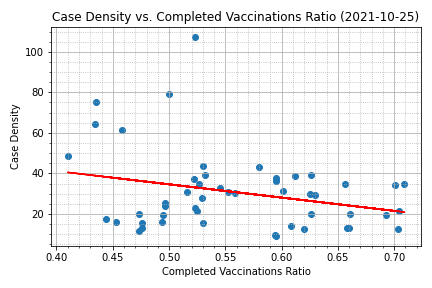 Case Density vs. Completed Vaccinations Ratio (2021-10-25)
Case Density
100
80
60
40
20
0.40 0.45 0.50 0.55 0.60 0.65 0.70
Completed Vaccinations Ratio